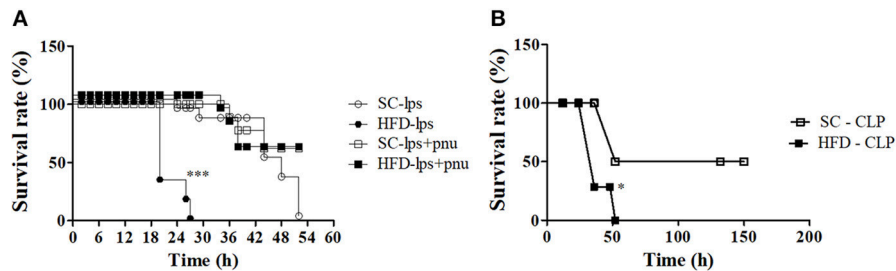 A
Survival rate (%)
150
100
50
0
0 3 6 9 12 15 18 21 24 27 30 33 36 39 42 45 48 51 54 57 60
Time (h)
***
SC-lps
HFD-lps
SC-lps+pnu
HFD-lps+pnu
B
Survival rate (%)
150
100
50
0
0 50 100 150 200
Time (h)
*
SC - CLP
HFD - CLP